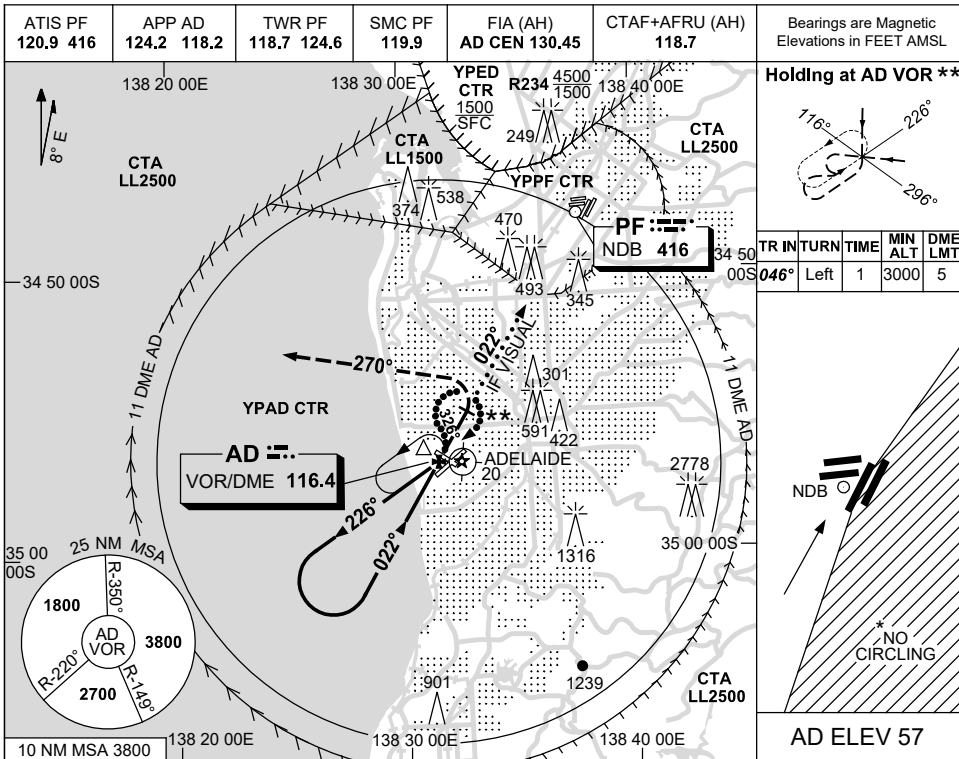 ATIS PF
120.9 416
APP AD
124.2 118.2
TWR PF
118.7 124.6
SMC PF
119.9
FIA (AH)
AD CEN 130.45
CTAF+AFRU (AH)
118.7
Bearings are Magnetic
Elevations in FEET AMSL
138 20 00E
138 30 00E
YPED
CTR
1500
SFC
R234
4500
1500
138 40 00E
8° E
CTA
LL2500
CTA
LL1500
249
CTA
LL2500
YPPF CTR
374
538
470
493
345
PF
NDB 416
34 50
00S
34 50 00S
022°
IF VISUAL
270°
301
11 DME AD
11 DME AD
YPAD CTR
326°
**
591
422
AD
VOR/DME 116.4
ADELAIDE
20
2778
226°
022°
1316
35 00
00S
35 00 00S
25 NM MSA
R-350°
1800
AD
VOR
3800
R-220°
R-149°
2700
901
1239
CTA
LL2500
10 NM MSA 3800
138 20 00E
138 30 00E
138 40 00E
Holding at AD VOR **
116°
226°
296°
TR IN
TURN
TIME
MIN
ALT
DME
LMT
046°
Left
1
3000
5
NDB
*
NO
CIRCLING
AD ELEV 57